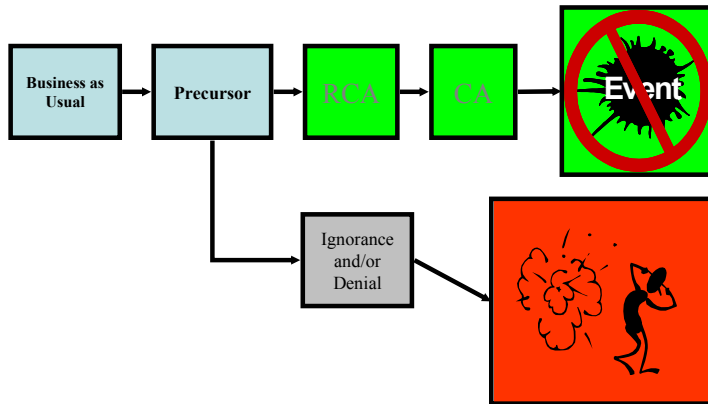 Business as
Usual
Precursor
RCA
CA
Event
Ignorance
and/or
Denial